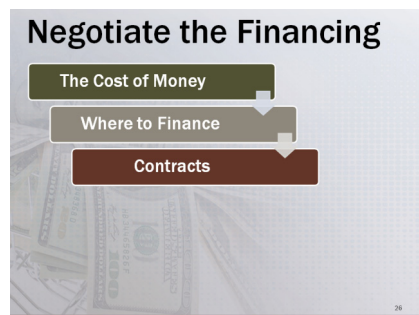 Negotiate the Financing
The Cost of Money
Where to Finance
Contracts
26